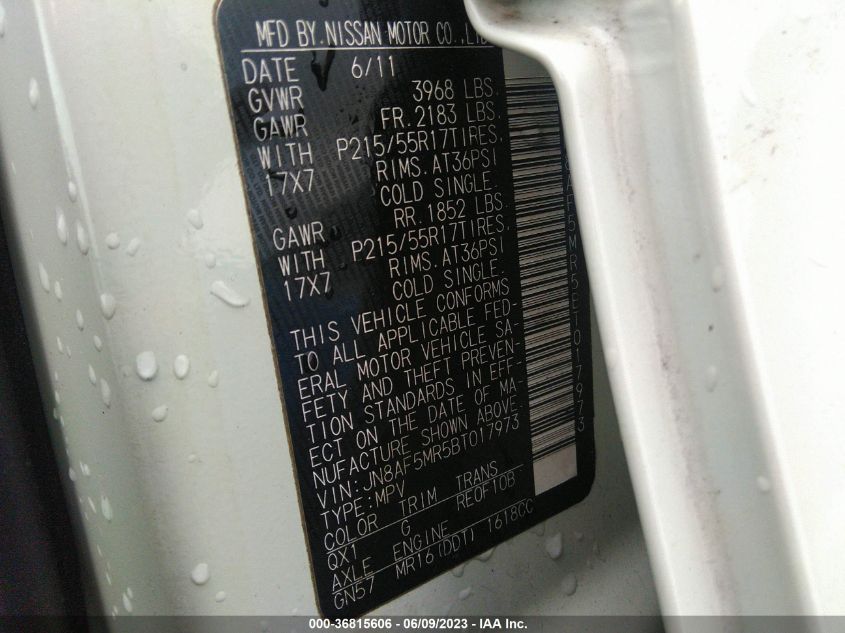 MFD BY.NISSAN MOTOR CO.,LTD
DATE 6/11
GVWR 3968 LBS.
GAWR FR.2183 LBS.
WITH P215/55R17TIRES.
17X7 RIMS.AT36PSI
COLD SINGLE.
GAWR RR.1852 LBS.
WITH P215/55R17TIRES.
17X7 RIMS.AT36PSI
COLD SINGLE.
THIS VEHICLE CONFORMS
TO ALL APPLICABLE FED-
ERAL MOTOR VEHICLE SA-
FETY AND THEFT PREVEN-
TION STANDARDS IN EFF-
ECT ON THE DATE OF MA-
NUFACTURE SHOWN ABOVE.
VIN:JN8AF5MR5BT017973
TYPE:MPV
COLOR TRIM TRANS
QX1 G RE0F10B
AXLE ENGINE
GN57 MR16(DDT) 1618CC
8AF5MR5BT017973
000-36815606 / 06/09/2023 - IAA Inc.